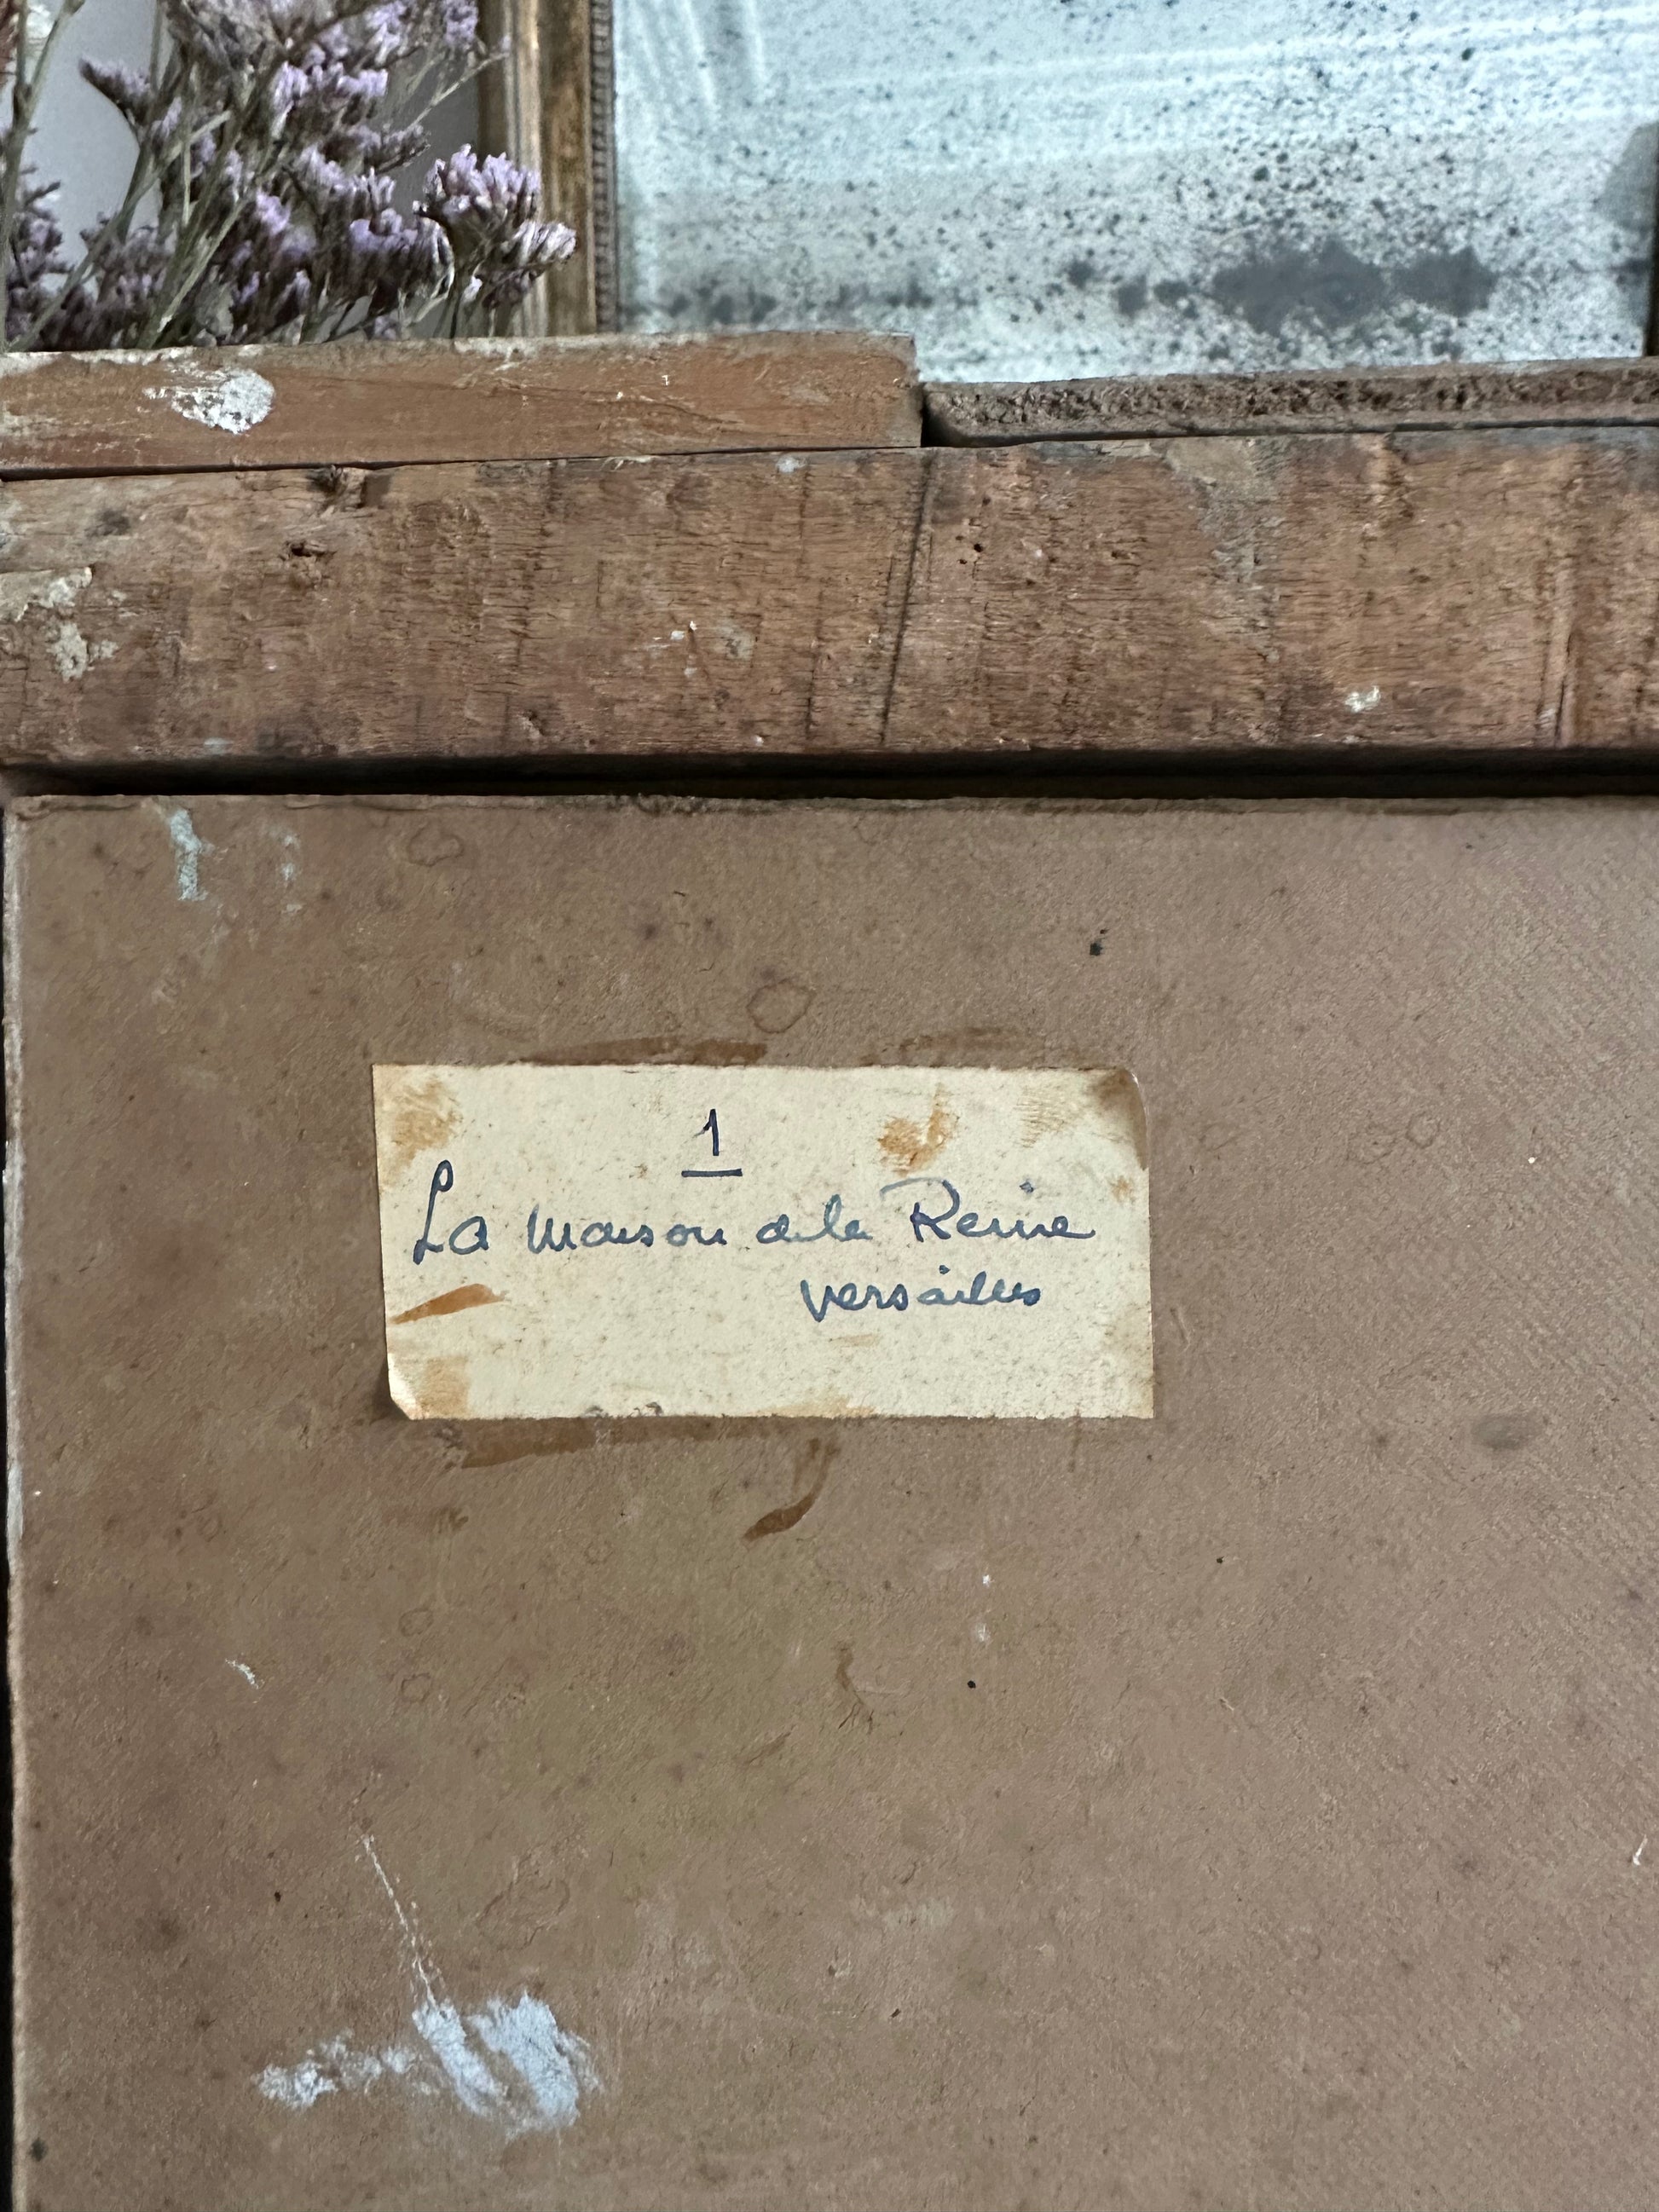 1
La maison de la Reine
versailles